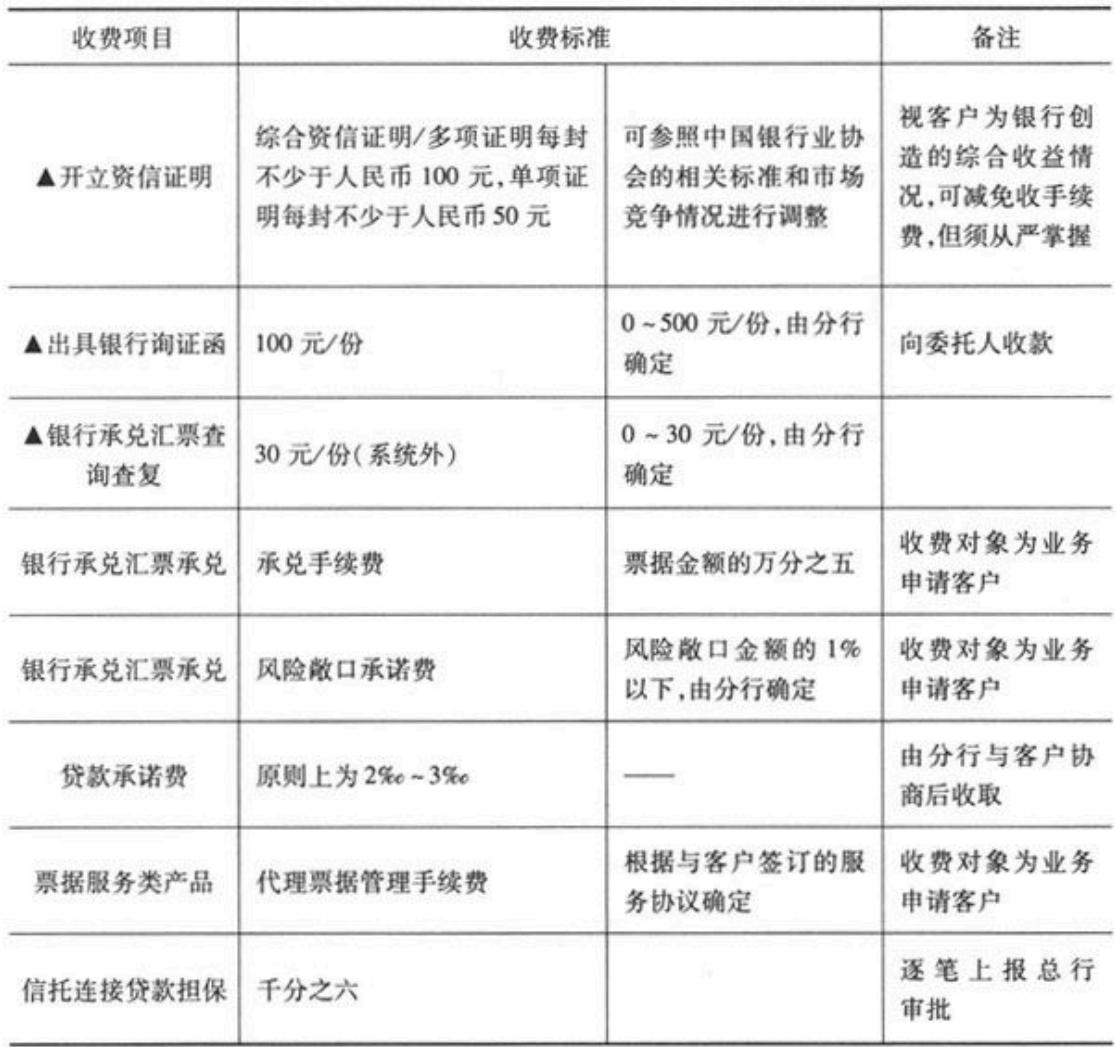 收费项目
收费标准
备注
▲开立资信证明
综合资信证明/多项证明每封
不少于人民币 100 元,单项证
明每封不少于人民币 50 元
可参照中国银行业协
会的相关标准和市场
竞争情况进行调整
视客户为银行创
造的综合收益情
况,可减免收手续
费,但须从严掌握
▲出具银行询证函
100 元/份
0 ~ 500 元/份,由分行
确定
向委托人收款
▲银行承兑汇票查
询查复
30 元/份(系统外)
0 ~ 30 元/份,由分行
确定
银行承兑汇票承兑
承兑手续费
票据金额的万分之五
收费对象为业务
申请客户
银行承兑汇票承兑
风险敞口承诺费
风险敞口金额的 1%
以下,由分行确定
收费对象为业务
申请客户
贷款承诺费
原则上为 2‰ ~ 3‰
——
由分行与客户协
商后收取
票据服务类产品
代理票据管理手续费
根据与客户签订的服
务协议确定
收费对象为业务
申请客户
信托连接贷款担保
千分之六
逐笔上报总行
审批